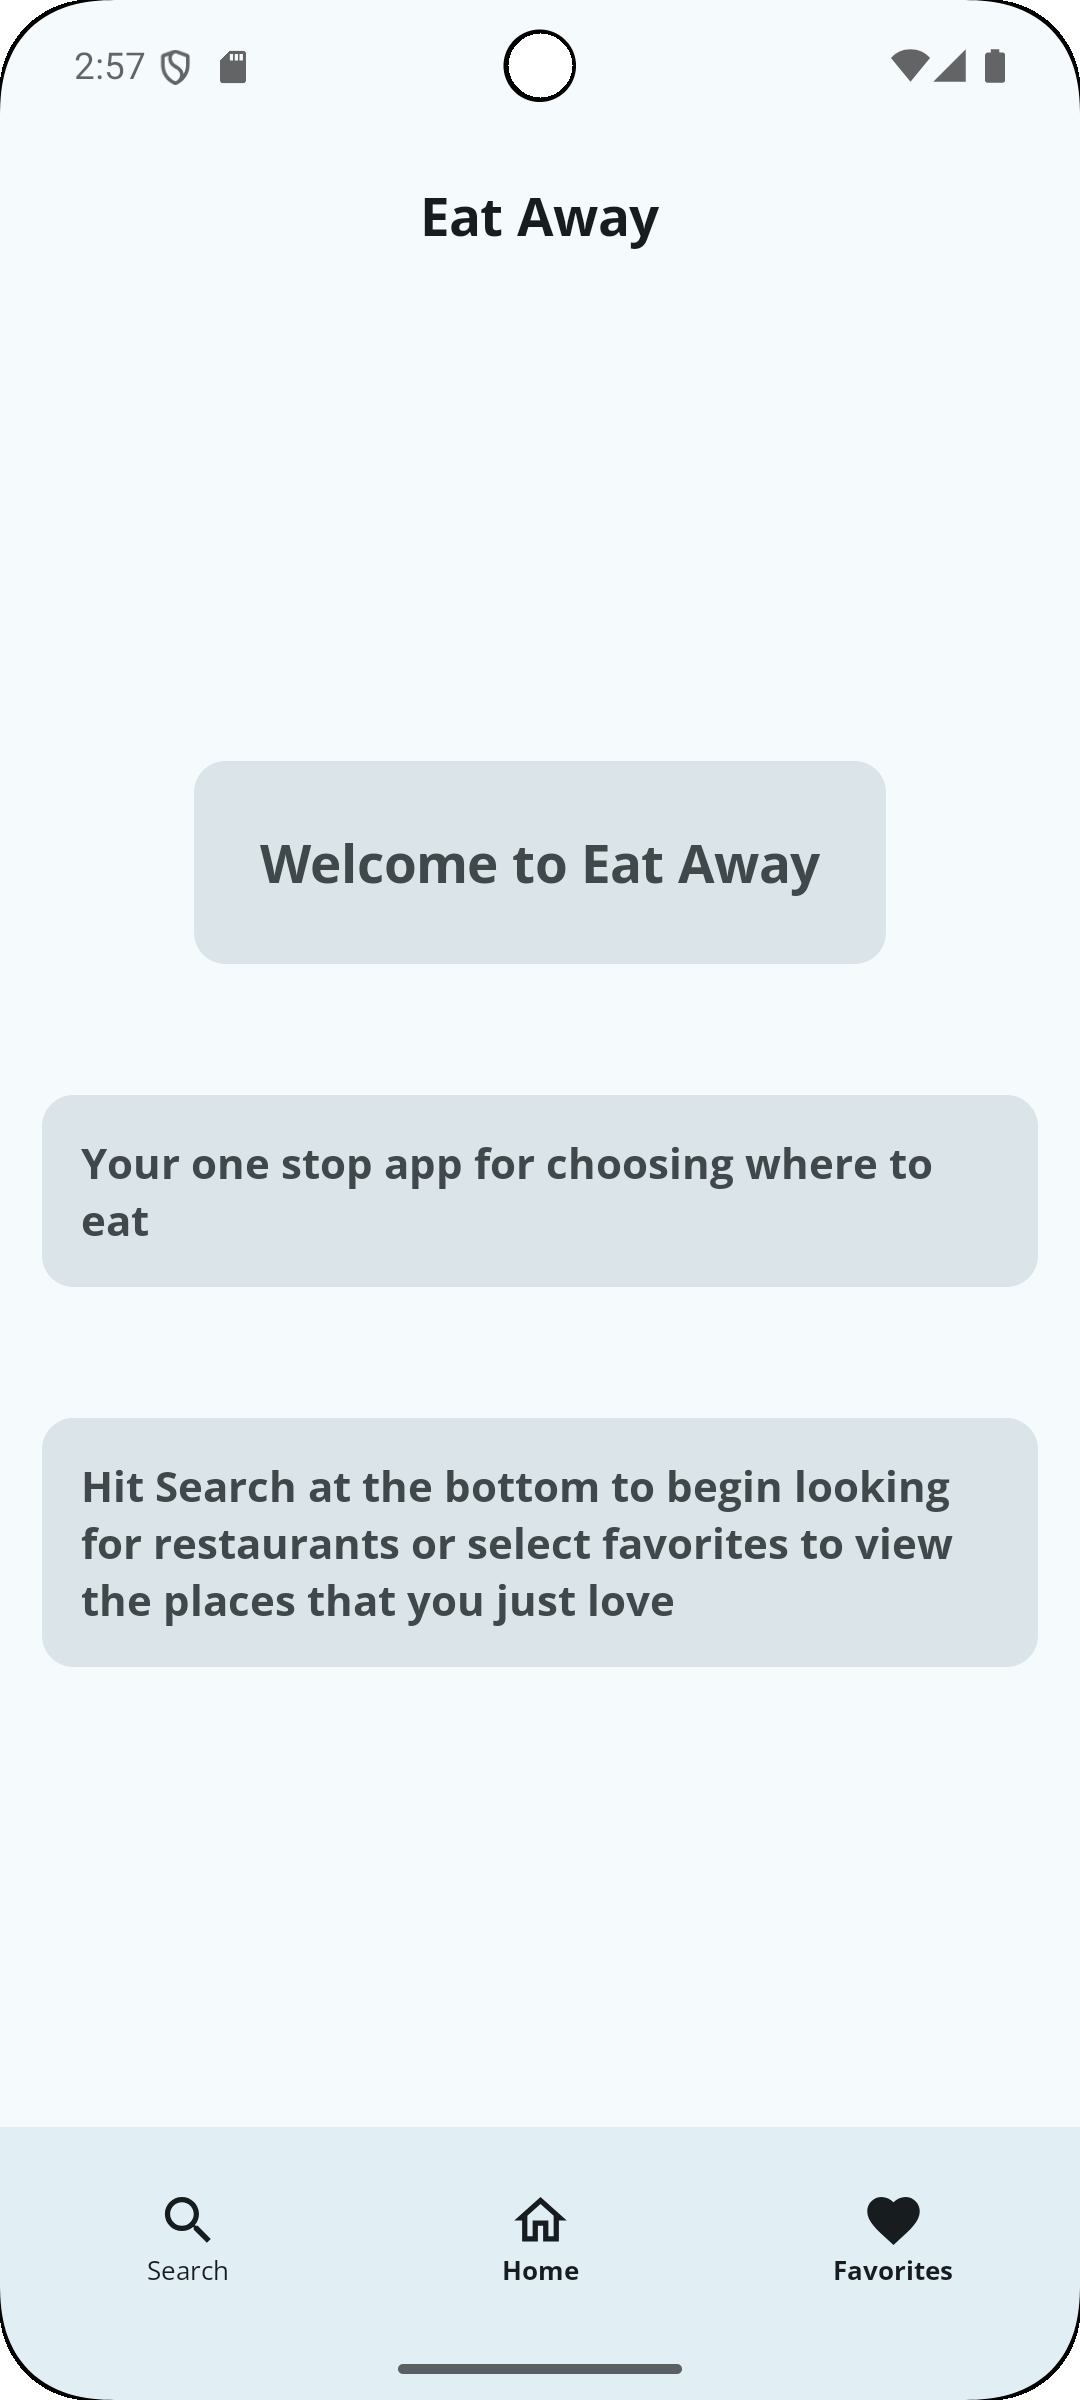 2:57
Eat Away
Welcome to Eat Away
Your one stop app for choosing where to
eat
Hit Search at the bottom to begin looking
for restaurants or select favorites to view
the places that you just love
Search
Home
Favorites